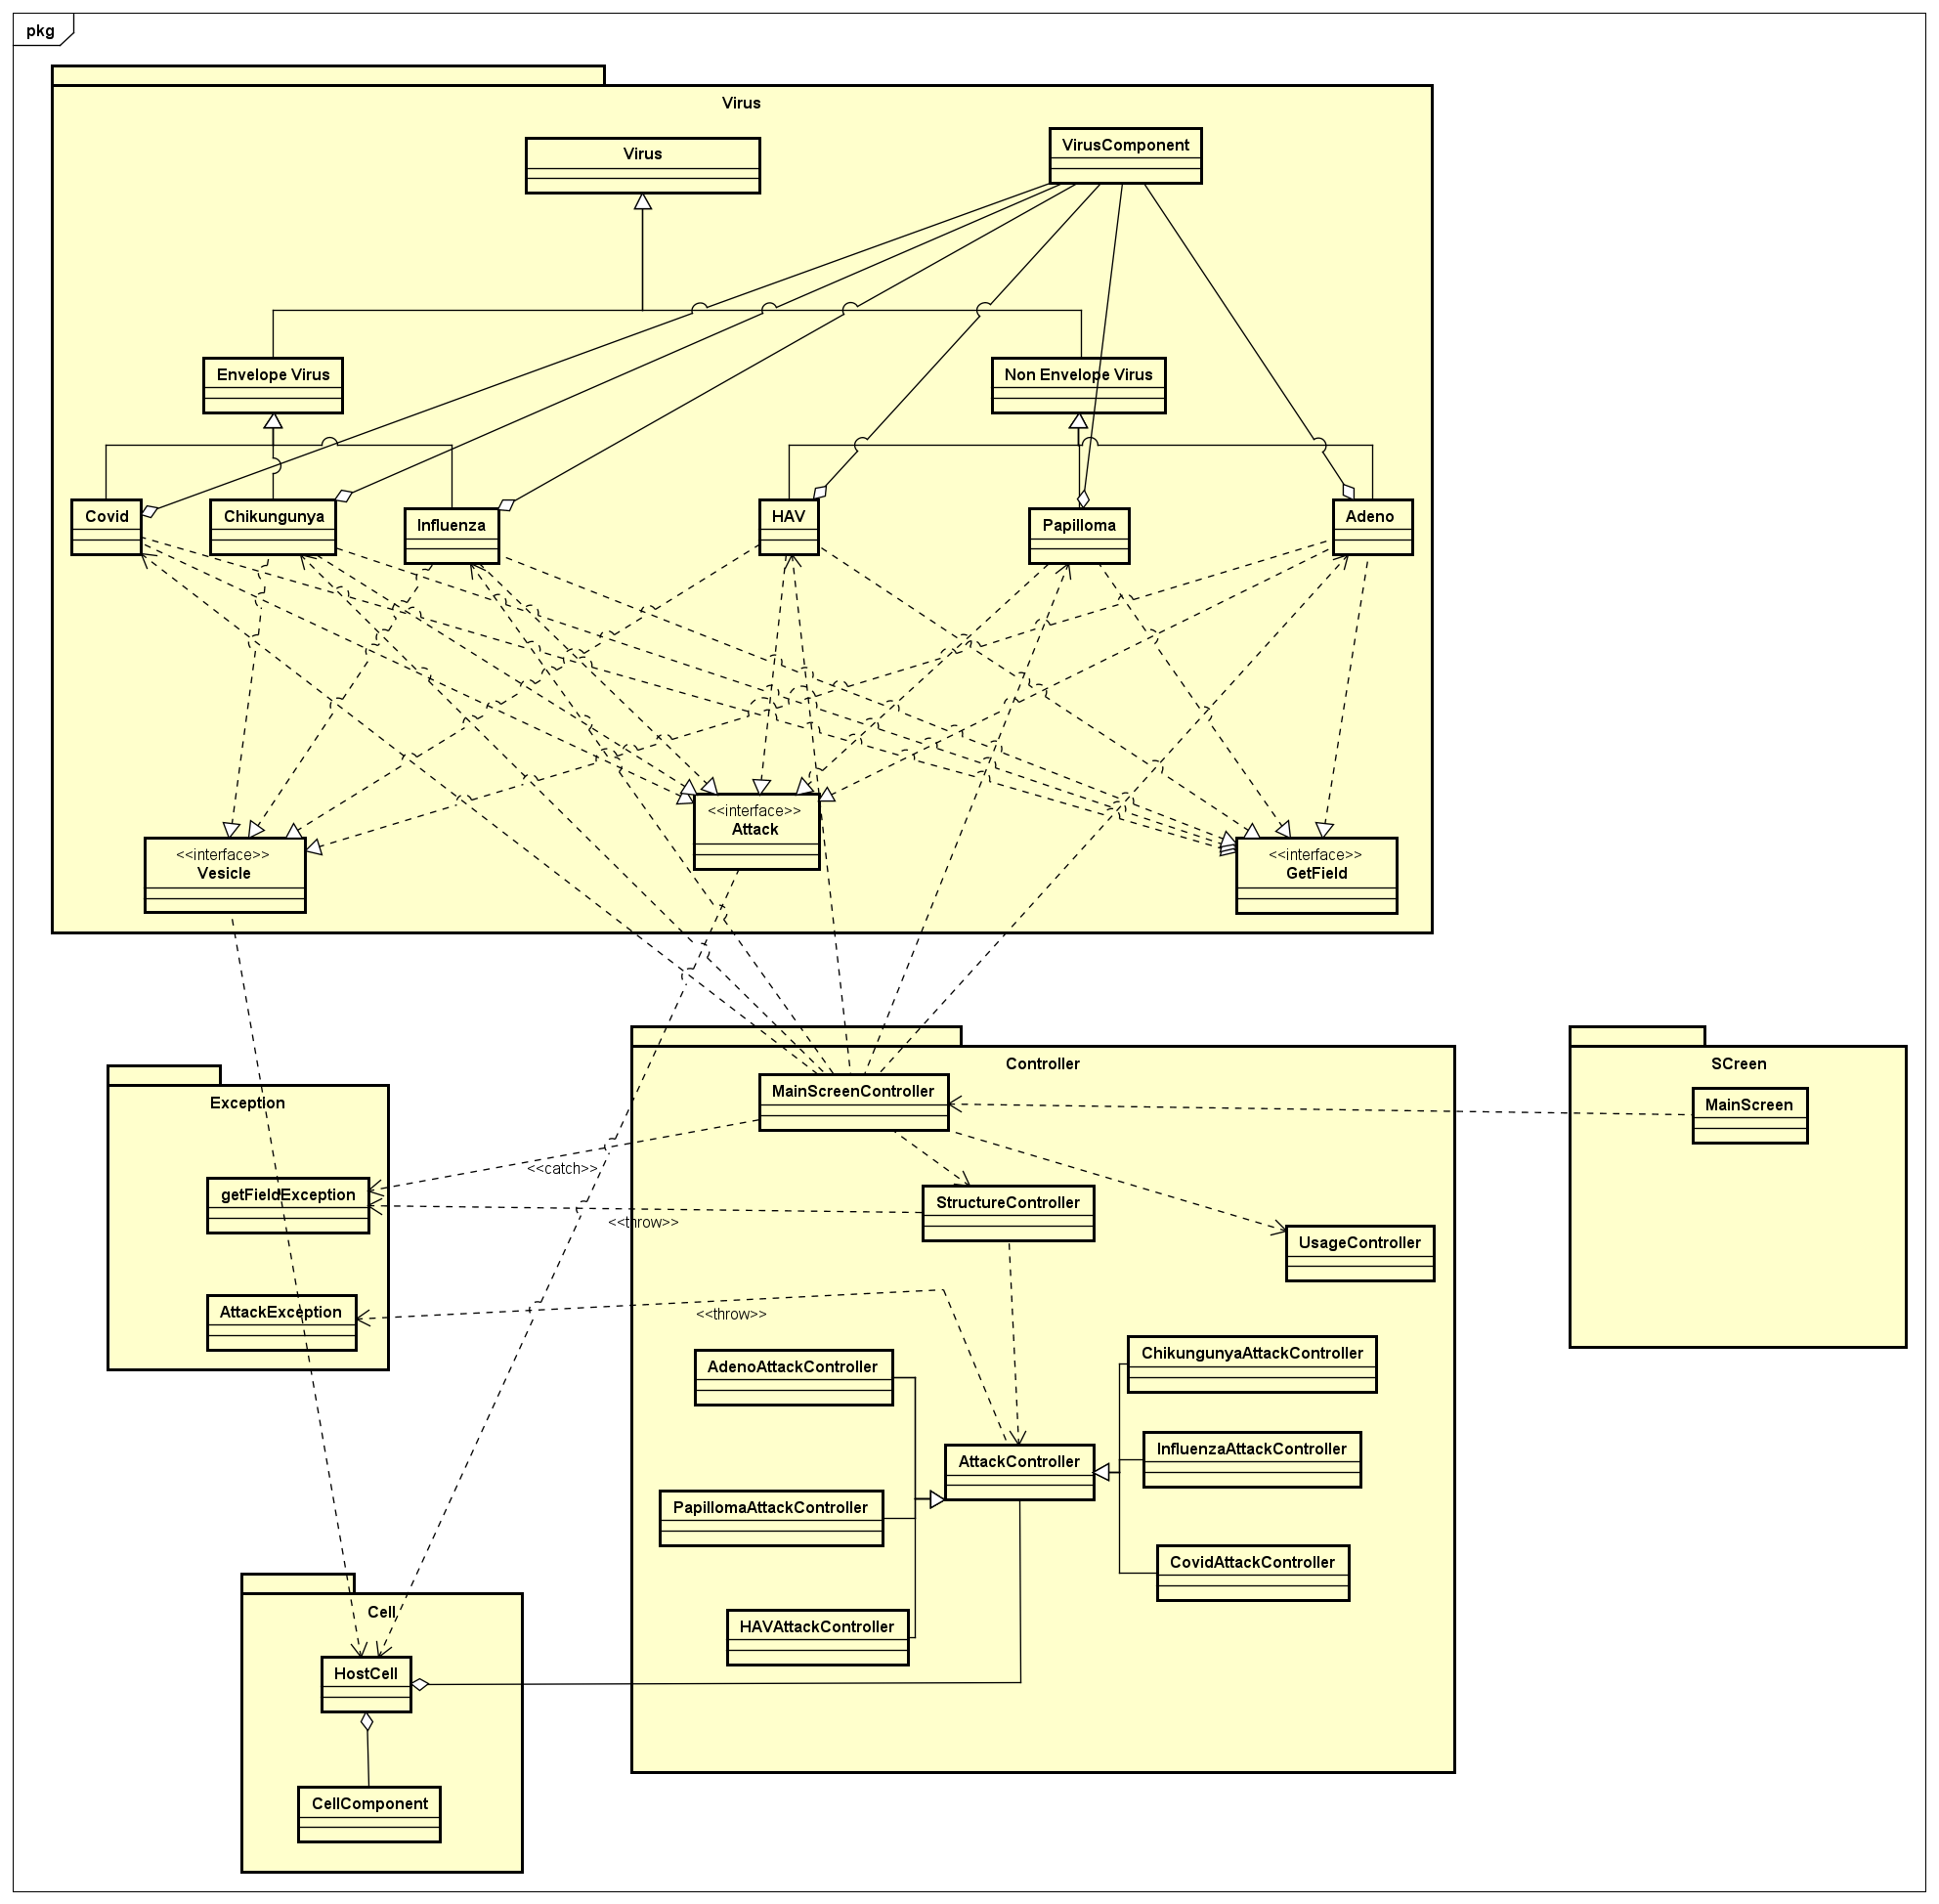 pkg
Virus
Virus
VirusComponent
Envelope Virus
Non Envelope Virus
Covid
Chikungunya
Influenza
HAV
Papilloma
Adeno
<<interface>>
Attack
<<interface>>
Vesicle
<<interface>>
GetField
Controller
SCreen
MainScreenController
MainScreen
Exception
<<catch>>
getFieldException
StructureController
<<throw>>
UsageController
AttackException
<<throw>>
AdenoAttackController
ChikungunyaAttackController
InfluenzaAttackController
AttackController
PapillomaAttackController
CovidAttackController
HAVAttackController
Cell
HostCell
CellComponent